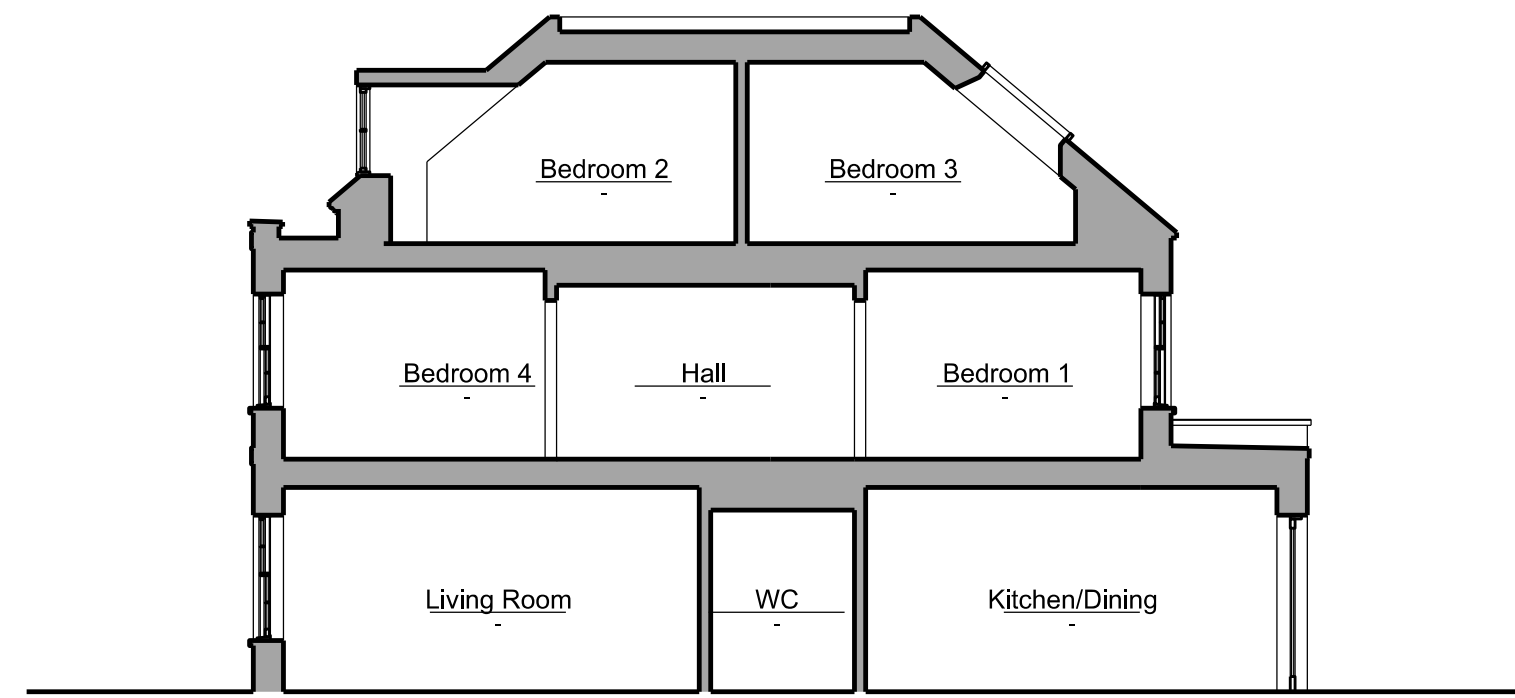 Bedroom 2
-
Bedroom 3
-
Bedroom 4
-
Hall
-
Bedroom 1
-
Living Room
-
WC
-
Kitchen/Dining
-